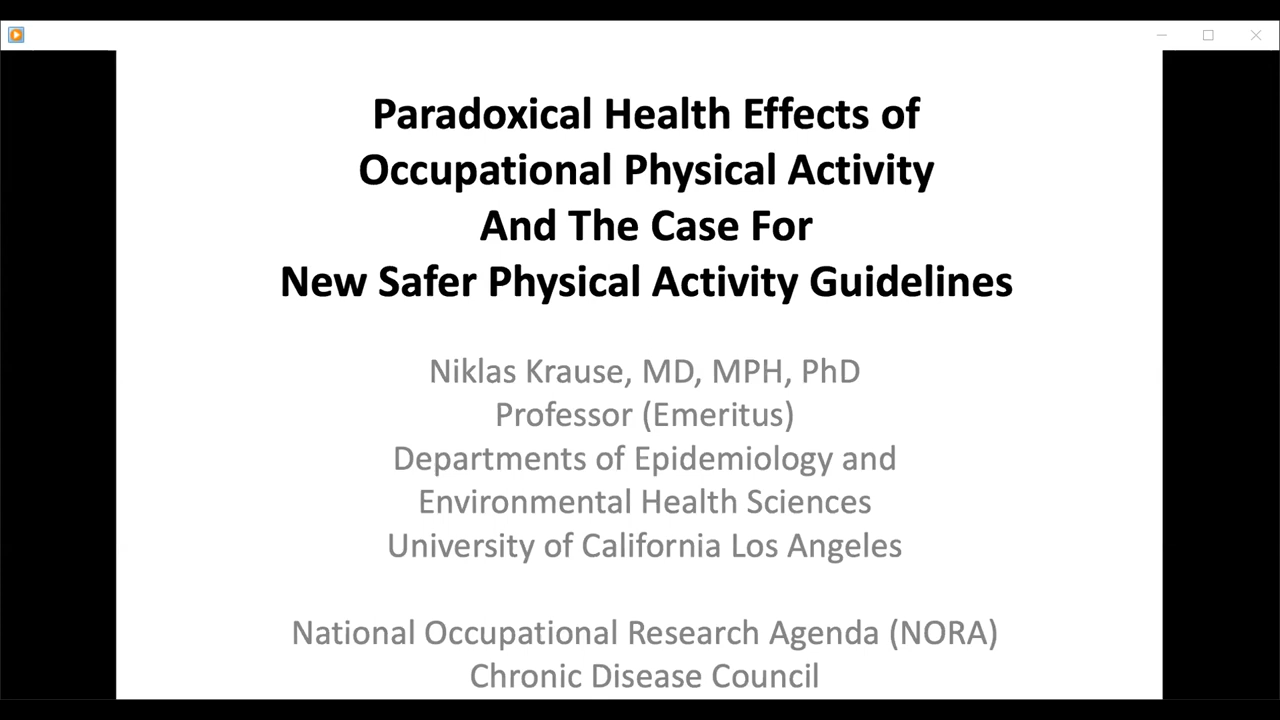 Paradoxical Health Effects of
Occupational Physical Activity
And The Case For
New Safer Physical Activity Guidelines
Niklas Krause, MD, MPH, PhD
Professor (Emeritus)
Departments of Epidemiology and
Environmental Health Sciences
University of California Los Angeles
National Occupational Research Agenda (NORA)
Chronic Disease Council